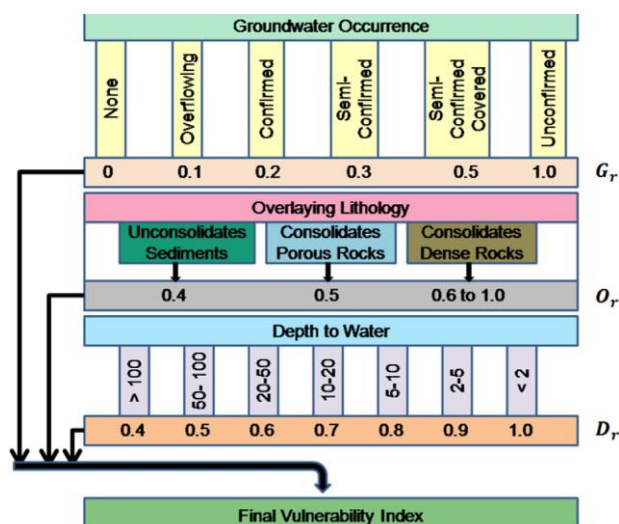 Groundwater Occurrence
None
Overflowing
Confirmed
Semi-
Confirmed
Semi-
Confirmed
Covered
Unconfirmed
0 0.1 0.2 0.3 0.5 1.0 Gr
Overlaying Lithology
Unconsolidates
Sediments
Consolidates
Porous Rocks
Consolidates
Dense Rocks
0.4 0.5 0.6 to 1.0 Or
Depth to Water
> 100
50- 100
20-50
10-20
5-10
2-5
< 2
0.4 0.5 0.6 0.7 0.8 0.9 1.0 Dr
Final Vulnerability Index